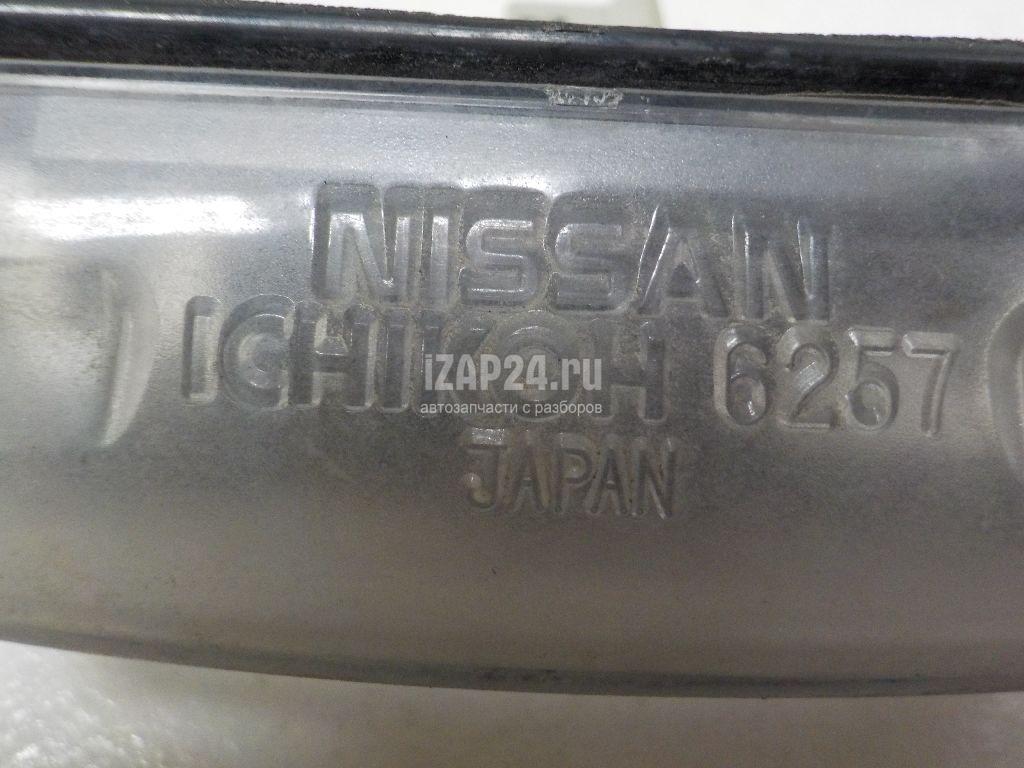 NISSAN
ICHIKOH 6257
iZAP24.ru
автозапчасти с разборов
JAPAN